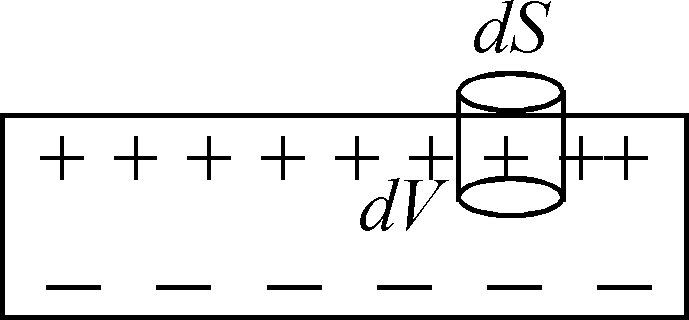 dS
+ + + + + + + + +
dV
— — — — — —